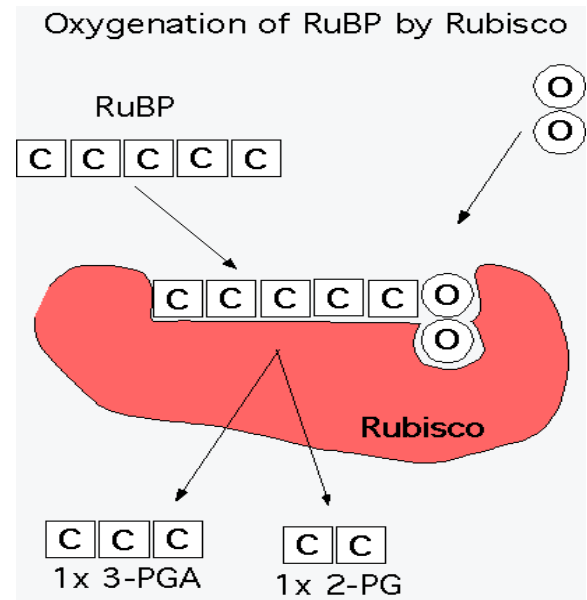 Oxygenation of RuBP by Rubisco
O
RuBP
O
C C C C C
C C C C C O
O
Rubisco
C C C
C C
1x 3-PGA
1x 2-PG